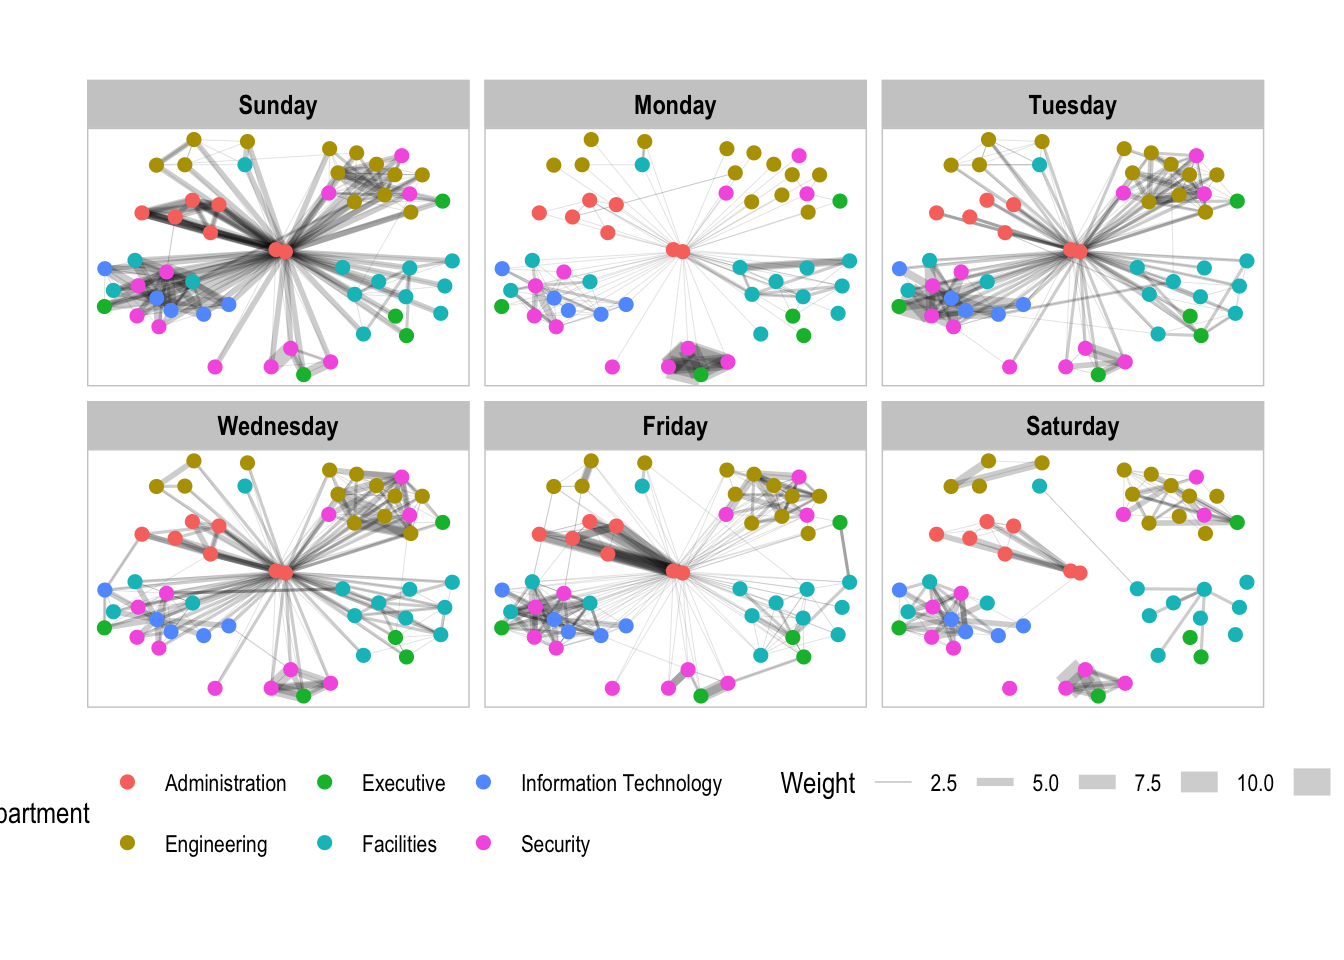 Sunday
Monday
Tuesday
Wednesday
Friday
Saturday
partment
Administration
Executive
Information Technology
Engineering
Facilities
Security
Weight
2.5
5.0
7.5
10.0